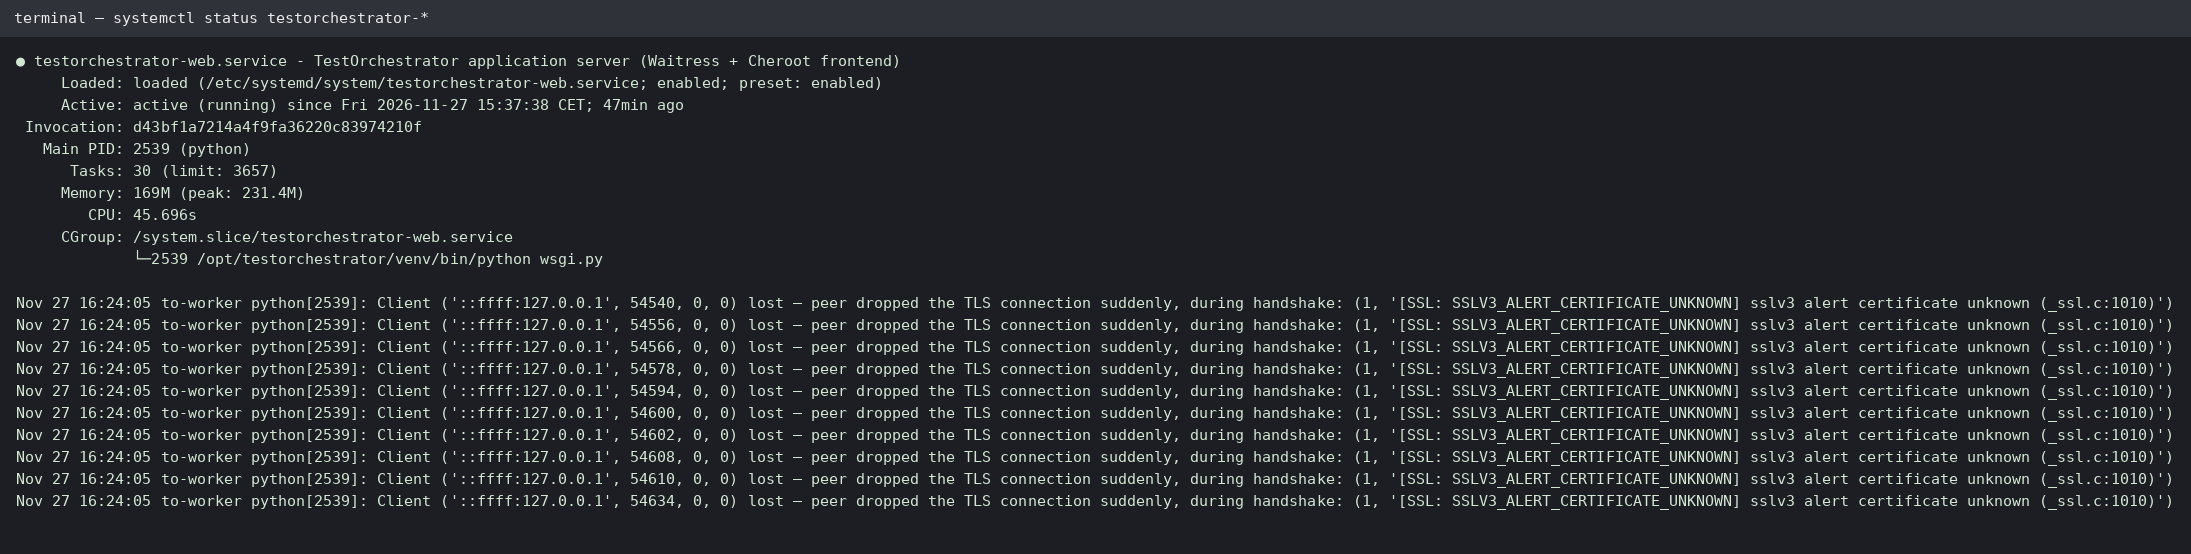 terminal — systemctl status testorchestrator-*
● testorchestrator-web.service - TestOrchestrator application server (Waitress + Cheroot frontend)
Loaded: loaded (/etc/systemd/system/testorchestrator-web.service; enabled; preset: enabled)
Active: active (running) since Fri 2026-11-27 15:37:38 CET; 47min ago
Invocation: d43bf1a7214a4f9fa36220c83974210f
Main PID: 2539 (python)
Tasks: 30 (limit: 3657)
Memory: 169M (peak: 231.4M)
CPU: 45.696s
CGroup: /system.slice/testorchestrator-web.service
└─2539 /opt/testorchestrator/venv/bin/python wsgi.py
Nov 27 16:24:05 to-worker python[2539]: Client ('::ffff:127.0.0.1', 54540, 0, 0) lost — peer dropped the TLS connection suddenly, during handshake: (1, '[SSL: SSLV3_ALERT_CERTIFICATE_UNKNOWN] sslv3 alert certificate unknown (_ssl.c:1010)')
Nov 27 16:24:05 to-worker python[2539]: Client ('::ffff:127.0.0.1', 54556, 0, 0) lost — peer dropped the TLS connection suddenly, during handshake: (1, '[SSL: SSLV3_ALERT_CERTIFICATE_UNKNOWN] sslv3 alert certificate unknown (_ssl.c:1010)')
Nov 27 16:24:05 to-worker python[2539]: Client ('::ffff:127.0.0.1', 54566, 0, 0) lost — peer dropped the TLS connection suddenly, during handshake: (1, '[SSL: SSLV3_ALERT_CERTIFICATE_UNKNOWN] sslv3 alert certificate unknown (_ssl.c:1010)')
Nov 27 16:24:05 to-worker python[2539]: Client ('::ffff:127.0.0.1', 54578, 0, 0) lost — peer dropped the TLS connection suddenly, during handshake: (1, '[SSL: SSLV3_ALERT_CERTIFICATE_UNKNOWN] sslv3 alert certificate unknown (_ssl.c:1010)')
Nov 27 16:24:05 to-worker python[2539]: Client ('::ffff:127.0.0.1', 54594, 0, 0) lost — peer dropped the TLS connection suddenly, during handshake: (1, '[SSL: SSLV3_ALERT_CERTIFICATE_UNKNOWN] sslv3 alert certificate unknown (_ssl.c:1010)')
Nov 27 16:24:05 to-worker python[2539]: Client ('::ffff:127.0.0.1', 54600, 0, 0) lost — peer dropped the TLS connection suddenly, during handshake: (1, '[SSL: SSLV3_ALERT_CERTIFICATE_UNKNOWN] sslv3 alert certificate unknown (_ssl.c:1010)')
Nov 27 16:24:05 to-worker python[2539]: Client ('::ffff:127.0.0.1', 54602, 0, 0) lost — peer dropped the TLS connection suddenly, during handshake: (1, '[SSL: SSLV3_ALERT_CERTIFICATE_UNKNOWN] sslv3 alert certificate unknown (_ssl.c:1010)')
Nov 27 16:24:05 to-worker python[2539]: Client ('::ffff:127.0.0.1', 54608, 0, 0) lost — peer dropped the TLS connection suddenly, during handshake: (1, '[SSL: SSLV3_ALERT_CERTIFICATE_UNKNOWN] sslv3 alert certificate unknown (_ssl.c:1010)')
Nov 27 16:24:05 to-worker python[2539]: Client ('::ffff:127.0.0.1', 54610, 0, 0) lost — peer dropped the TLS connection suddenly, during handshake: (1, '[SSL: SSLV3_ALERT_CERTIFICATE_UNKNOWN] sslv3 alert certificate unknown (_ssl.c:1010)')
Nov 27 16:24:05 to-worker python[2539]: Client ('::ffff:127.0.0.1', 54634, 0, 0) lost — peer dropped the TLS connection suddenly, during handshake: (1, '[SSL: SSLV3_ALERT_CERTIFICATE_UNKNOWN] sslv3 alert certificate unknown (_ssl.c:1010)')